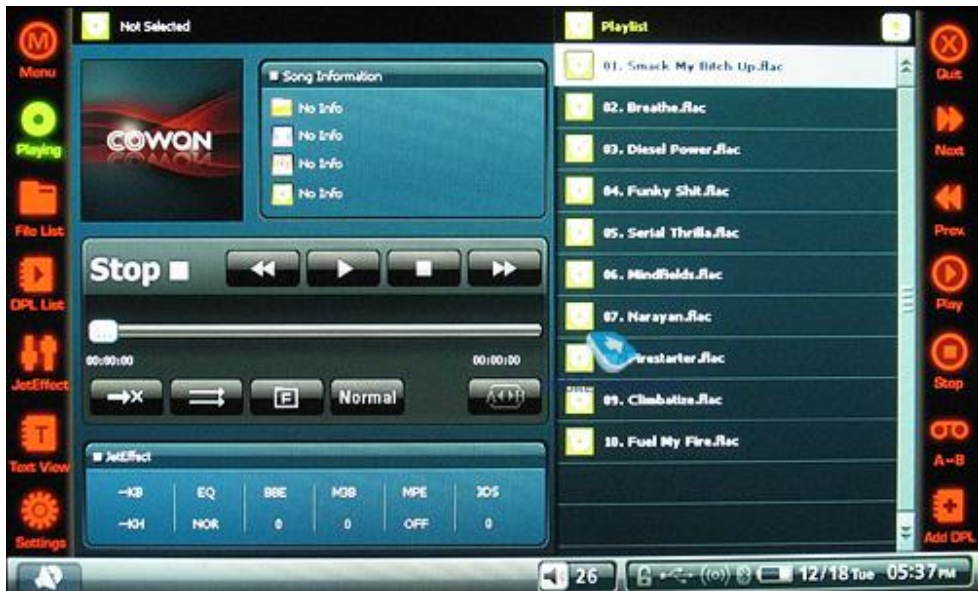 Menu
Playing
File List
DPL List
JetEffect
Text View
Settings
Not Selected
COWON
Song Information
No Info
No Info
No Info
No Info
Stop
00:00:00
00:00:00
F
Normal
A B
JetEffect
EQ BBE M3B MPE 3DS
NOR 0 0 OFF 0
Playlist
01. Smack My Bitch Up.flac
02. Breathe.flac
03. Diesel Power.flac
04. Funky Shit.flac
05. Serial Thrilla.flac
06. Mindfields.flac
07. Narayan.flac
irestarter.flac
09. Climbatize.flac
10. Fuel My Fire.flac
Quit
Next
Prev.
Play
Stop
A↔B
Add DPL
26
12/18 Tue 05:37 PM